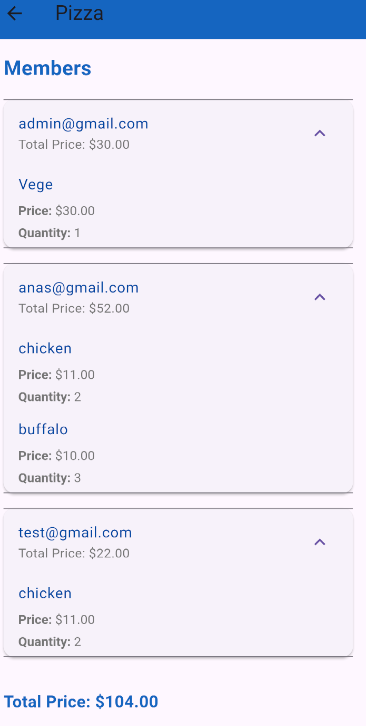 Pizza
Members
admin@gmail.com
Total Price: $30.00
Vege
Price: $30.00
Quantity: 1
anas@gmail.com
Total Price: $52.00
chicken
Price: $11.00
Quantity: 2
buffalo
Price: $10.00
Quantity: 3
test@gmail.com
Total Price: $22.00
chicken
Price: $11.00
Quantity: 2
Total Price: $104.00